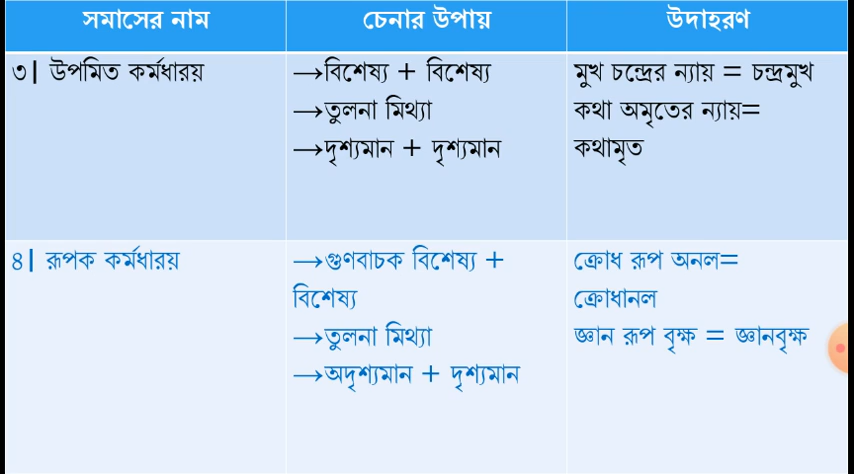 সমাসের নাম
চেনার উপায়
উদাহরণ
৩| উপমিত কর্মধারয়
→বিশেষ্য + বিশেষ্য
→তুলনা মিথ্যা
→দৃশ্যমান + দৃশ্যমান
মুখ চন্দ্রের ন্যায় = চন্দ্রমুখ
কথা অমৃতের ন্যায়=
কথামৃত
৪| রূপক কর্মধারয়
→গুণবাচক বিশেষ্য +
বিশেষ্য
→তুলনা মিথ্যা
→অদৃশ্যমান + দৃশ্যমান
ক্রোধ রূপ অনল=
ক্রোধানল
জ্ঞান রূপ বৃক্ষ = জ্ঞানবৃক্ষ